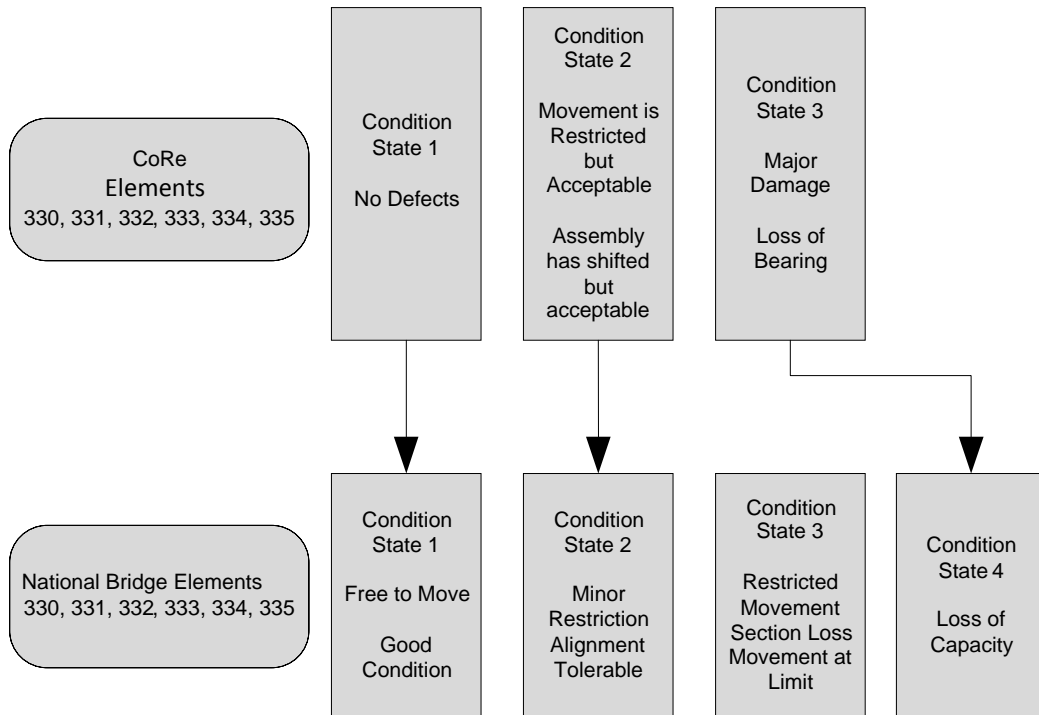 CoRe
Elements
330, 331, 332, 333, 334, 335
Condition
State 1
No Defects
Condition
State 2
Movement is
Restricted
but
Acceptable
Assembly
has shifted
but
acceptable
Condition
State 3
Major
Damage
Loss of
Bearing
National Bridge Elements
330, 331, 332, 333, 334, 335
Condition
State 1
Free to Move
Good
Condition
Condition
State 2
Minor
Restriction
Alignment
Tolerable
Condition
State 3
Restricted
Movement
Section Loss
Movement at
Limit
Condition
State 4
Loss of
Capacity